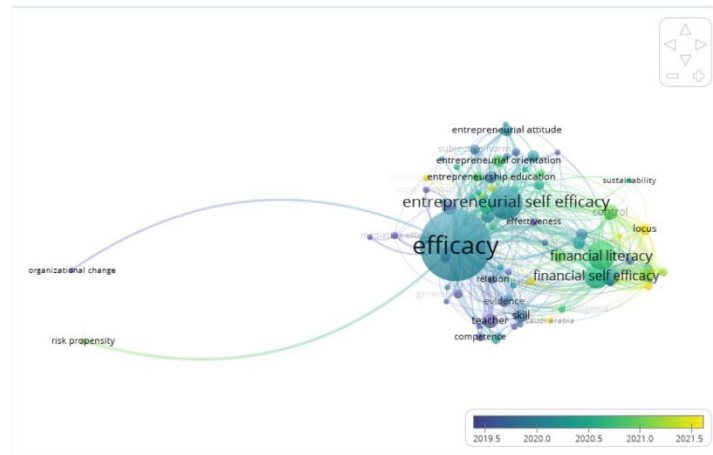 entrepreneurial attitude
subjective norm
entrepreneurial orientation
entrepreneurship education
sustainability
entrepreneurial self efficacy
control
effectiveness
locus
efficacy
financial literacy
organizational change
financial self efficacy
relation
evidence
skill
teacher
saudi arabia
competence
risk propensity
2019.5 2020.0 2020.5 2021.0 2021.5